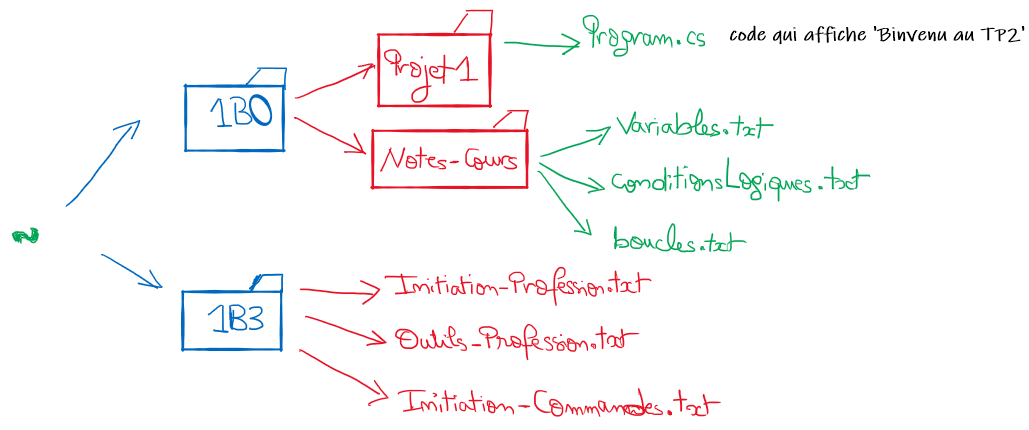 Program.cs code qui affiche 'Binvenu au TP2'
Projet1
1B0
Variables.txt
Notes-Cours
conditionsLogiques.txt
~
boucles.txt
Initiation-Profession.txt
1B3
Outils-Profession.txt
Initiation-Commandes.txt